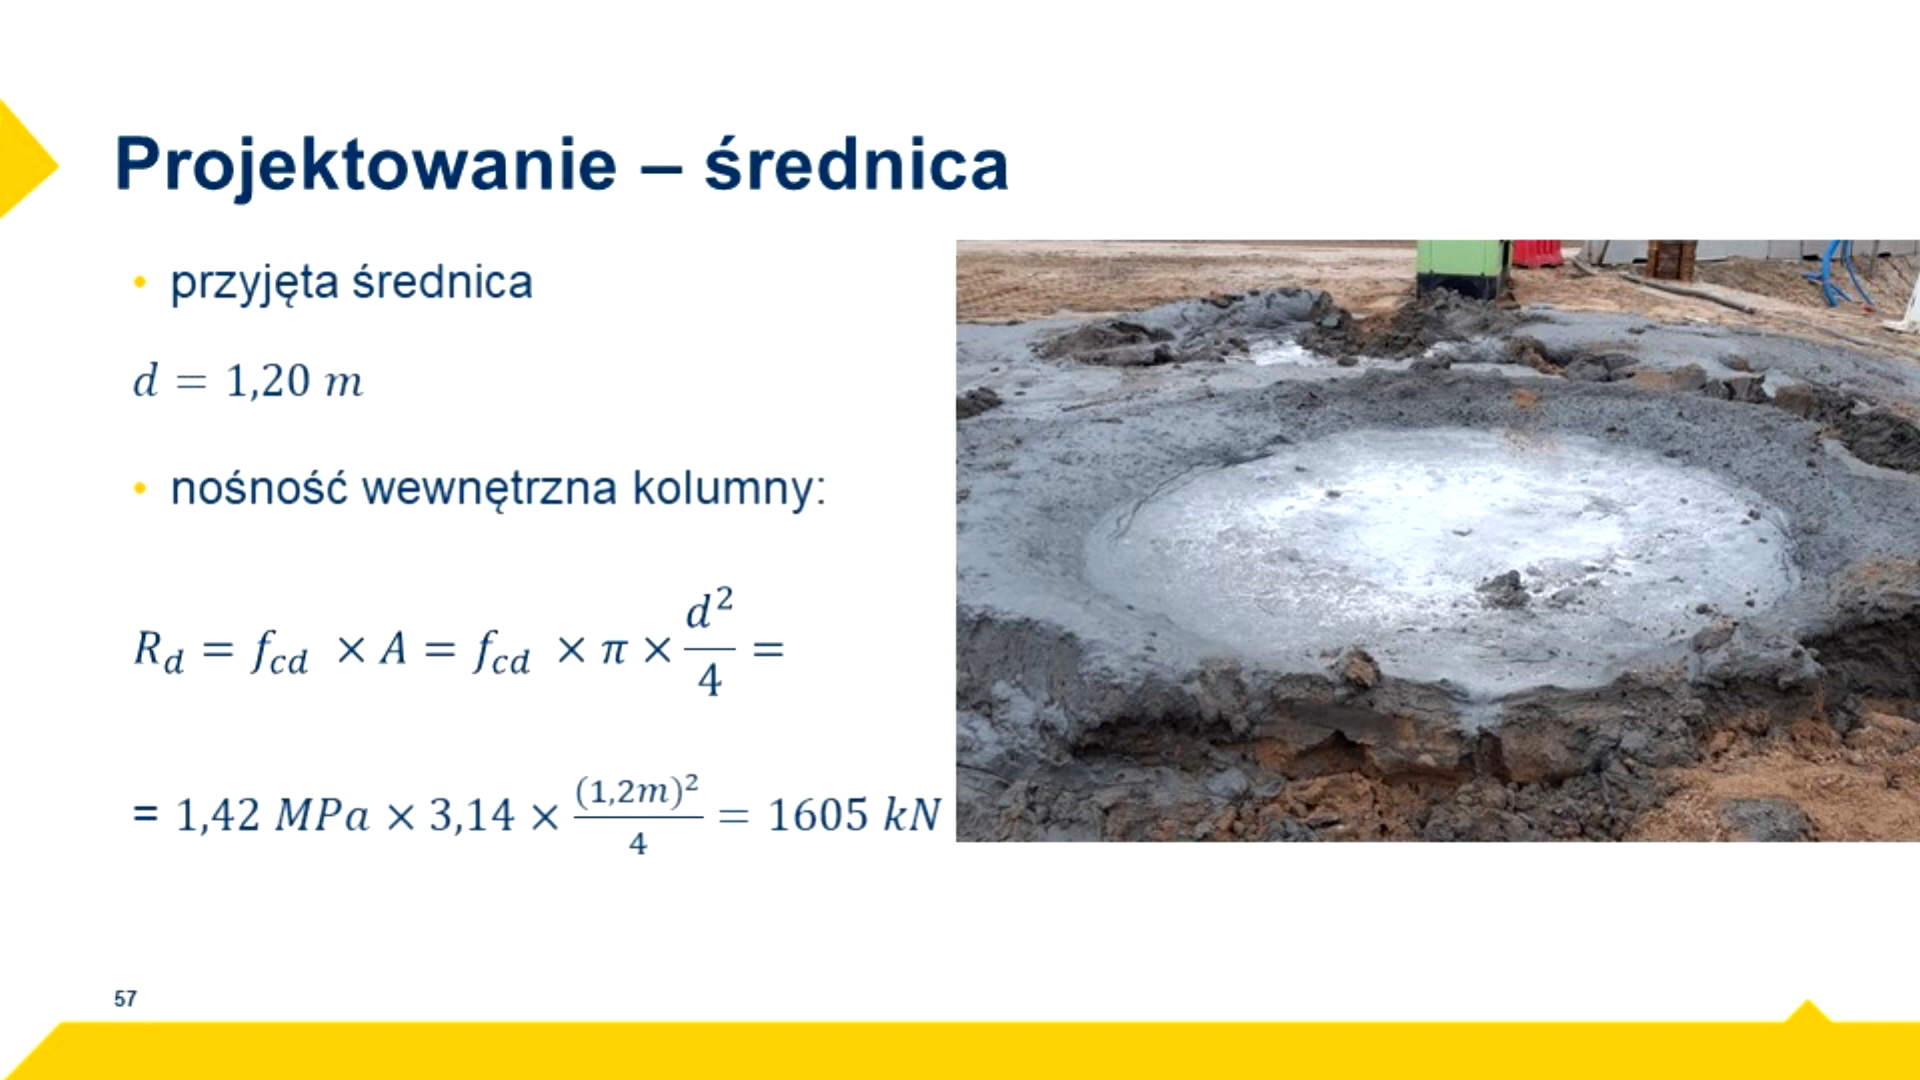 Projektowanie – średnica
• przyjęta średnica
d = 1,20 m
• nośność wewnętrzna kolumny:
R_d = f_cd × A = f_cd × π × d²/4 =
= 1,42 MPa × 3,14 × (1,2m)²/4 = 1605 kN
57